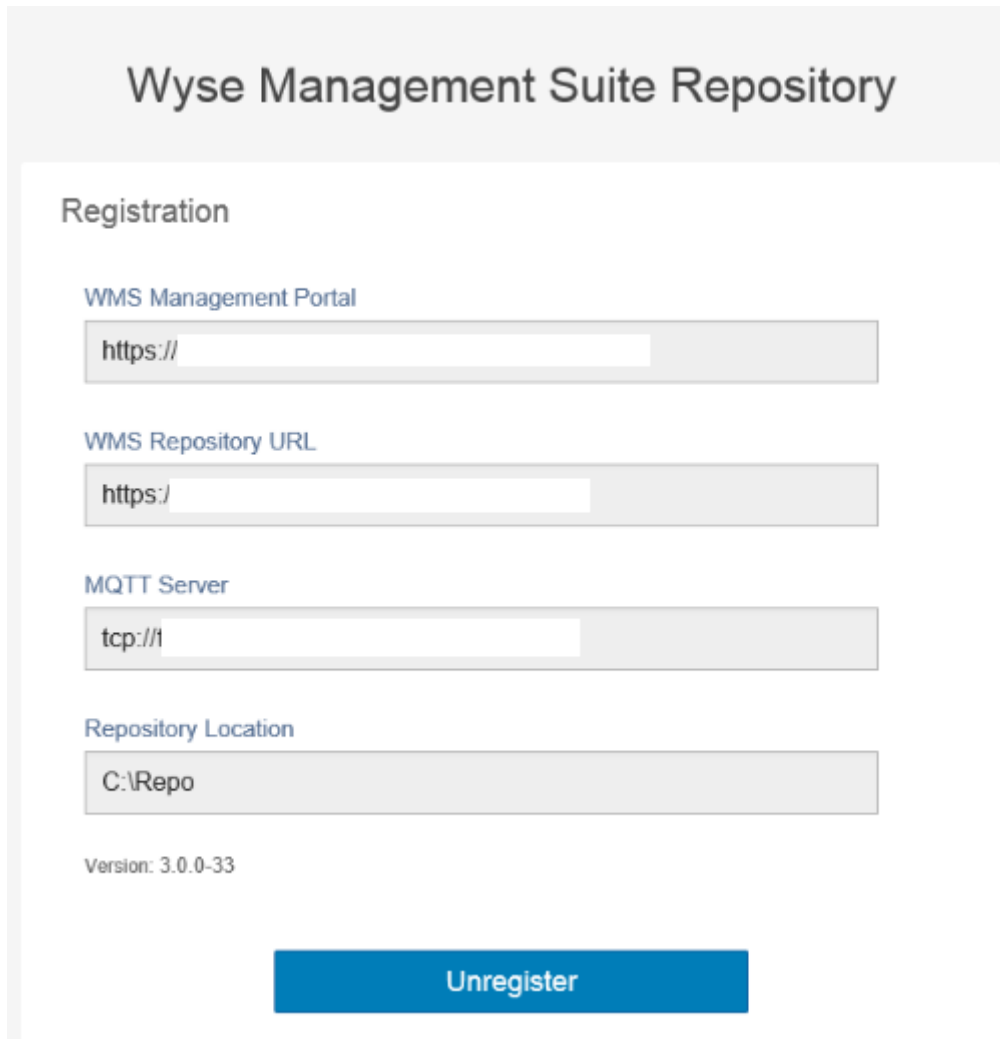 Wyse Management Suite Repository
Registration
WMS Management Portal
https://
WMS Repository URL
https:/
MQTT Server
tcp://
Repository Location
C:\Repo
Version: 3.0.0-33
Unregister